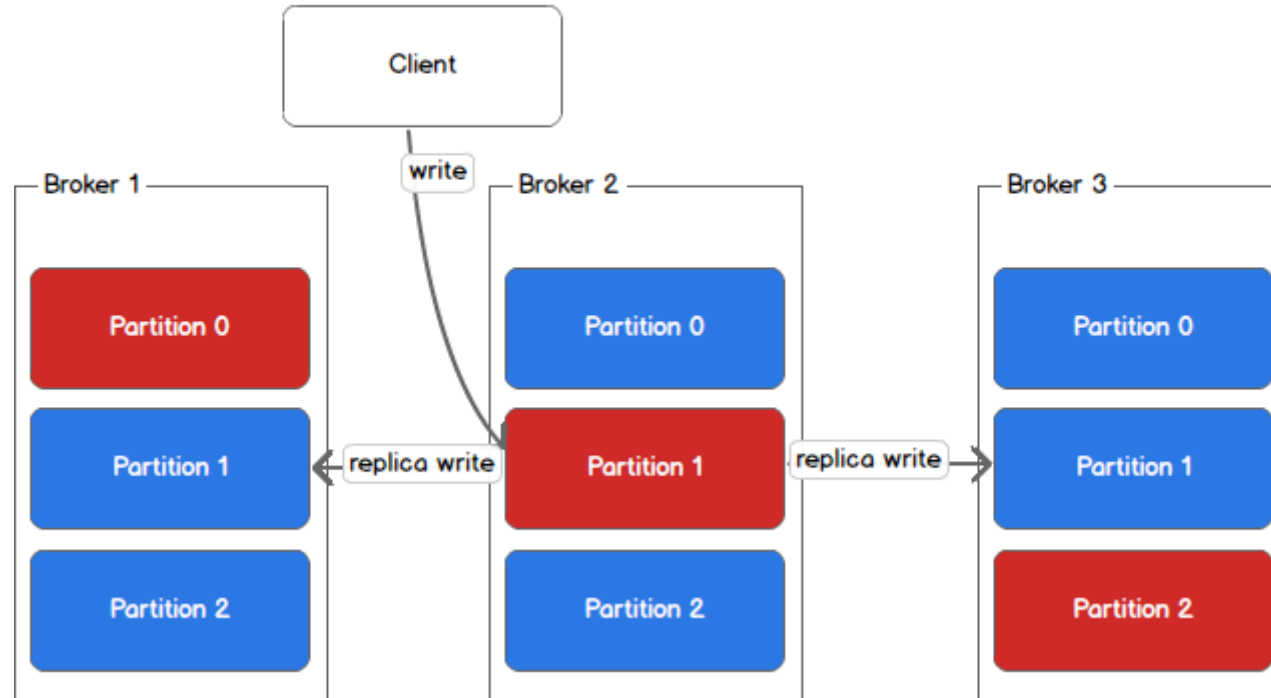 Client
write
Broker 1
Broker 2
Broker 3
Partition 0
Partition 0
Partition 0
Partition 1
replica write
Partition 1
replica write
Partition 1
Partition 2
Partition 2
Partition 2